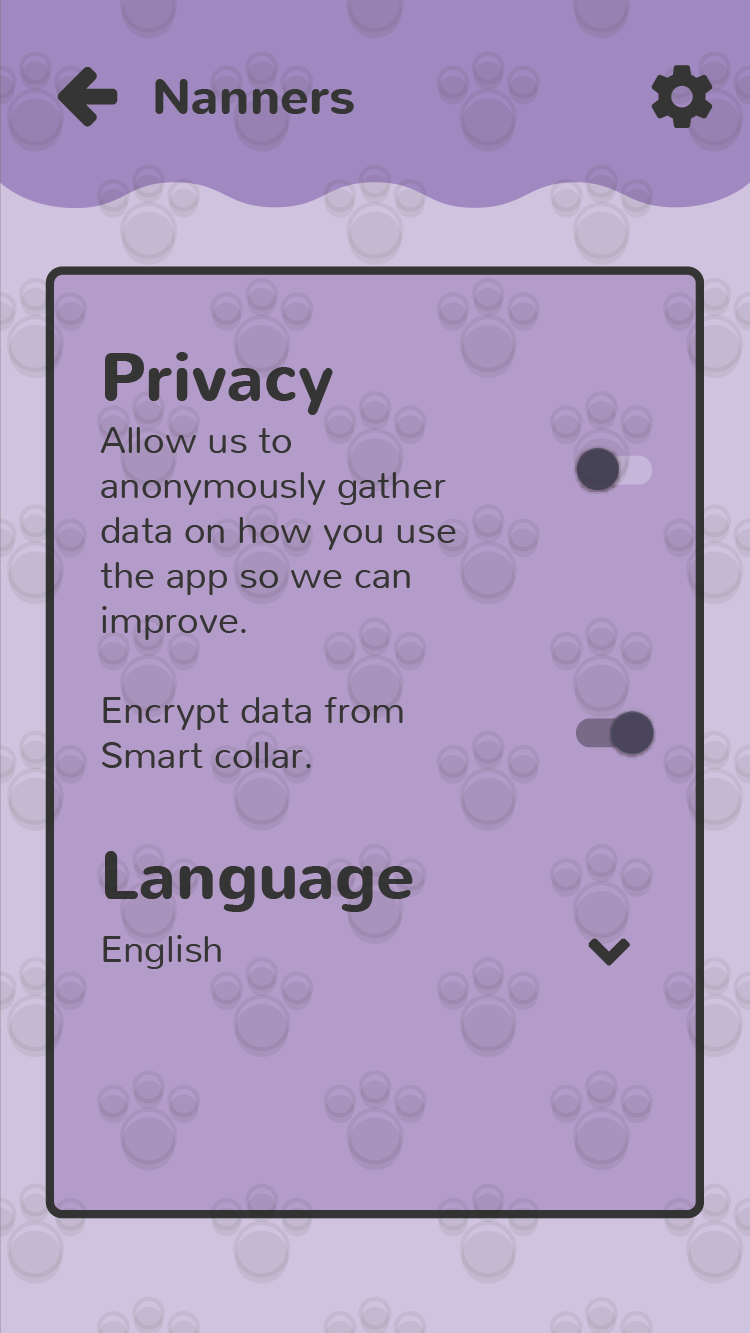 Nanners
Privacy
Allow us to
anonymously gather
data on how you use
the app so we can
improve.
Encrypt data from
Smart collar.
Language
English